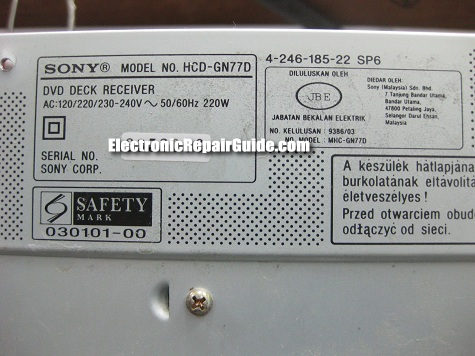 4-246-185-22 SP6
SONY® MODEL NO. HCD-GN77D
DVD DECK RECEIVER
AC:120/220/230-240V ～ 50/60Hz 220W
SERIAL NO.
SONY CORP.
ElectronicRepairGuide.com
S SAFETY
MARK
030101-00
DILULUSKAN OLEH
JBE
JABATAN BEKALAN ELEKTRIK
NO. KELULUSAN : 9386/03
NO. MODEL : MHC-GN77D
DIEDAR OLEH:
Sony (Malaysia) Sdn. Bhd.
7 Tanjung Bandar Utama,
Bandar Utama,
47800 Petaling Jaya,
Selangor Darul Ehsan,
Malaysia
A készülék hátlapjána
burkolatának eltávolít
életveszélyes !
Przed otwarciem obud
odłączyć od sieci.